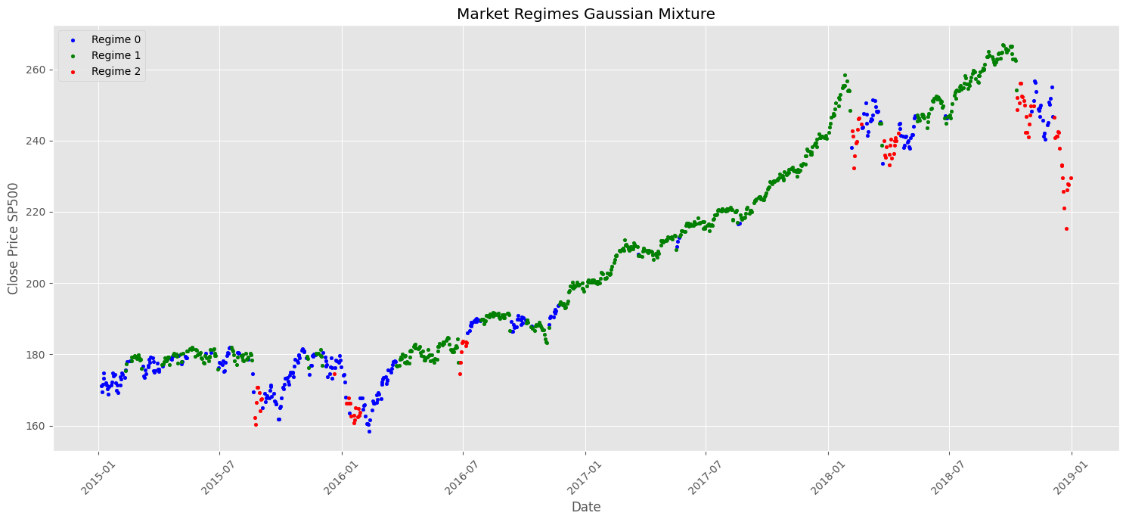 Market Regimes Gaussian Mixture
Regime 0
Regime 1
Regime 2
260
240
220
200
180
160
Close Price SP500
2015-01
2015-07
2016-01
2016-07
2017-01
2017-07
2018-01
2018-07
2019-01
Date